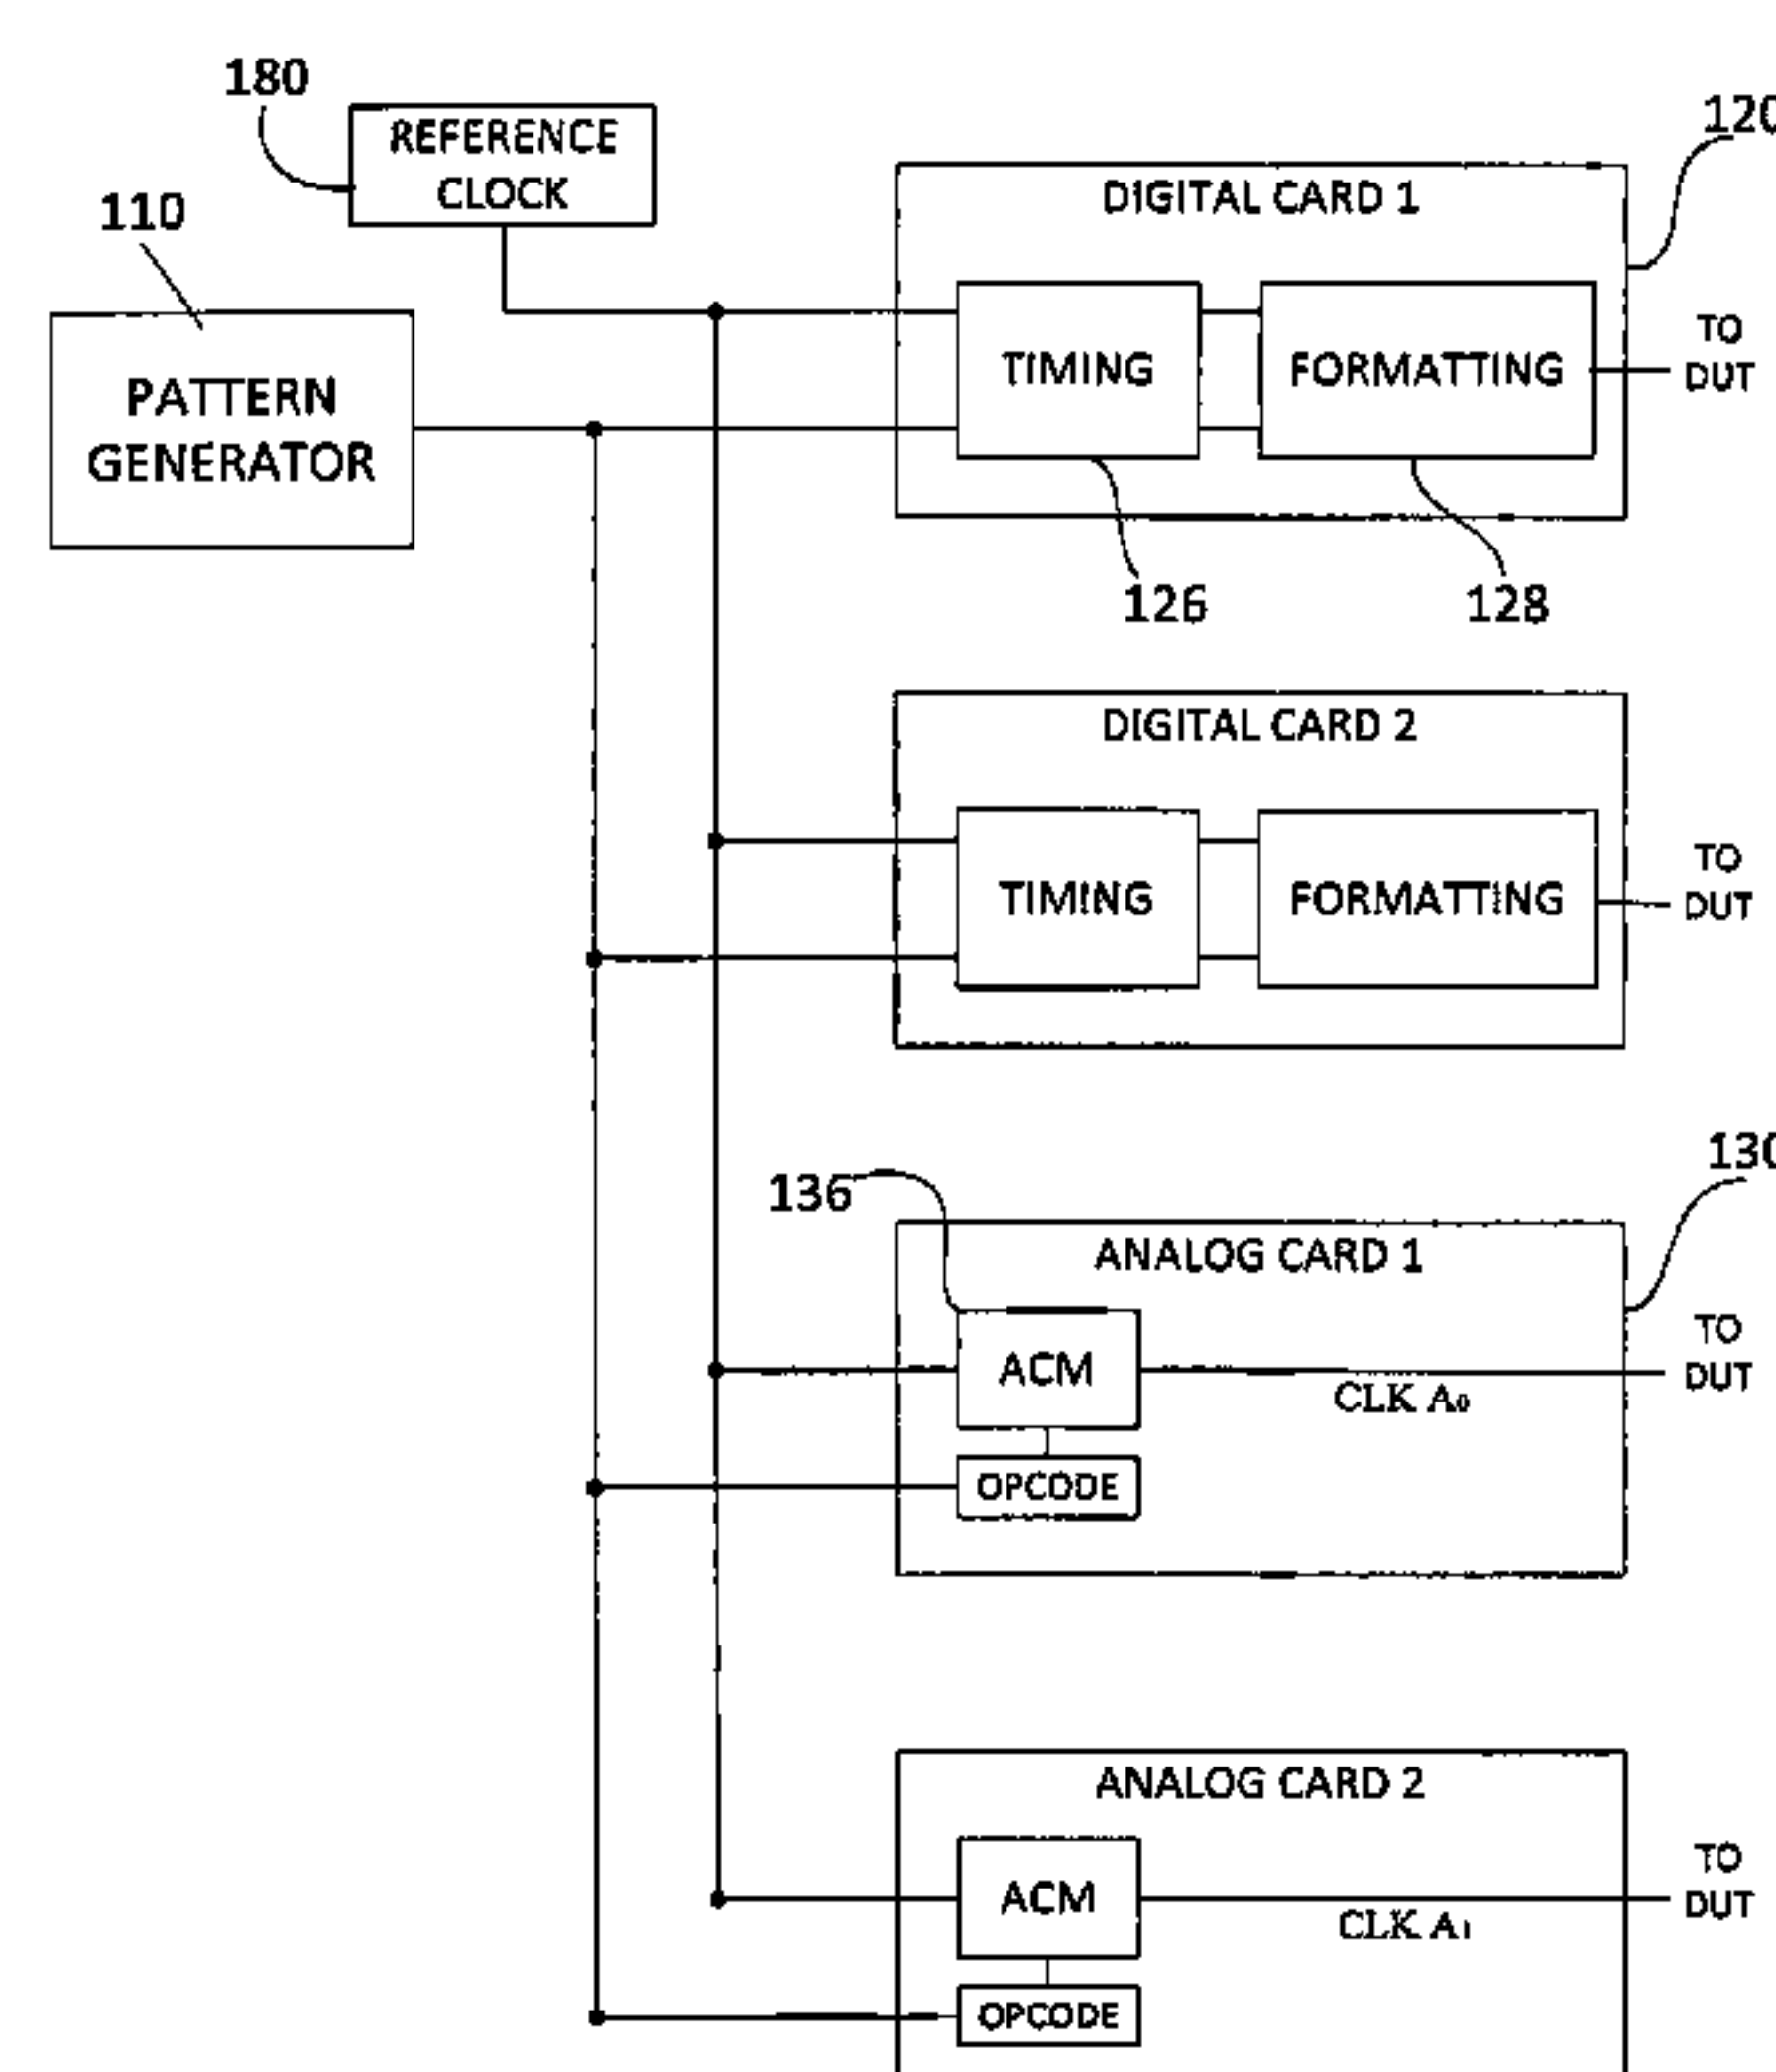 180
REFERENCE
CLOCK
120
110
DIGITAL CARD 1
PATTERN
GENERATOR
TIMING
FORMATTING
TO
DUT
126
128
DIGITAL CARD 2
TIMING
FORMATTING
TO
DUT
130
136
ANALOG CARD 1
ACM
CLK A₀
TO
DUT
OPCODE
ANALOG CARD 2
ACM
CLK A₁
TO
DUT
OPCODE